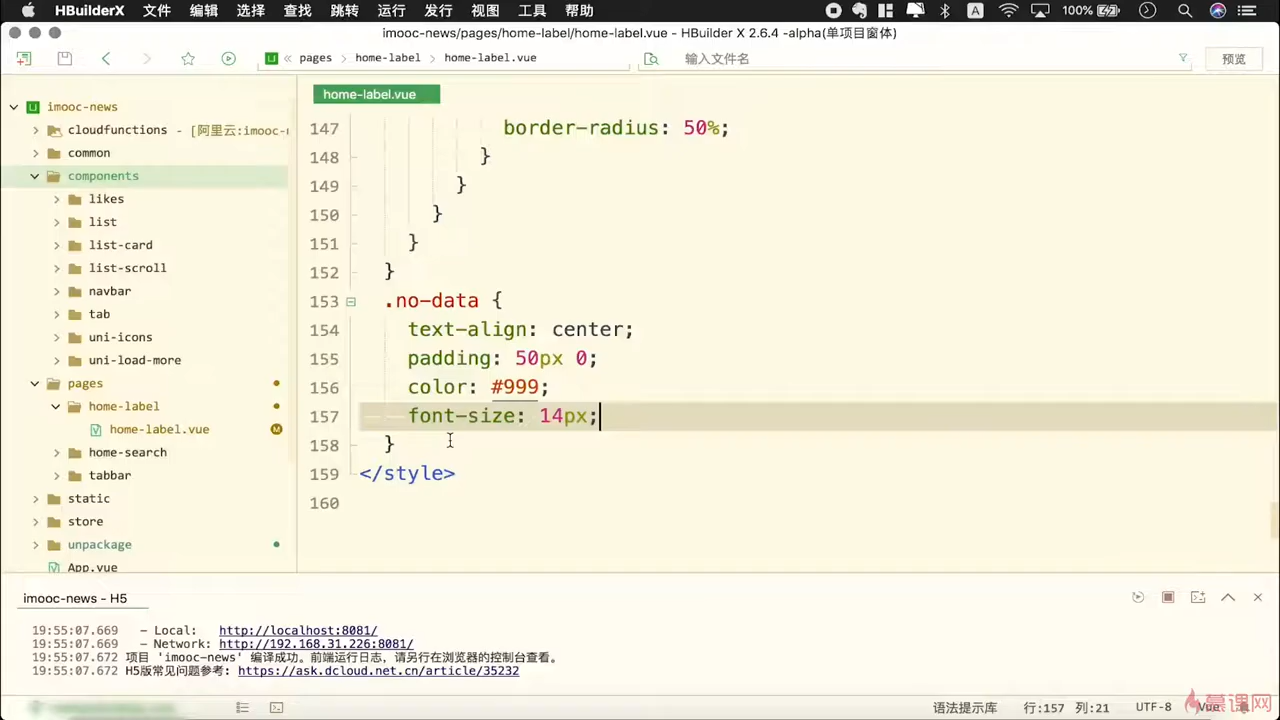 HBuilderX 文件 编辑 选择 查找 跳转 运行 发行 视图 工具 帮助 100%
imooc-news/pages/home-label/home-label.vue - HBuilder X 2.6.4 -alpha(单项目窗体)
pages home-label home-label.vue 输入文件名 预览
home-label.vue
imooc-news
cloudfunctions - [阿里云:imooc-
common
components
likes
list
list-card
list-scroll
navbar
tab
uni-icons
uni-load-more
pages
home-label
home-label.vue
home-search
tabbar
static
store
unpackage
App.vue
147 border-radius: 50%;
148 }
149 }
150 }
151 }
152 }
153 .no-data {
154 text-align: center;
155 padding: 50px 0;
156 color: #999;
157 font-size: 14px;
158 }
159 </style>
160
imooc-news - H5
19:55:07.669 - Local: http://localhost:8081/
19:55:07.669 - Network: http://192.168.31.226:8081/
19:55:07.672 项目 'imooc-news' 编译成功。前端运行日志，请另行在浏览器的控制台查看。
19:55:07.672 H5版常见问题参考: https://ask.dcloud.net.cn/article/35232
语法提示库 行:157 列:21 UTF-8 Vue
慕课网